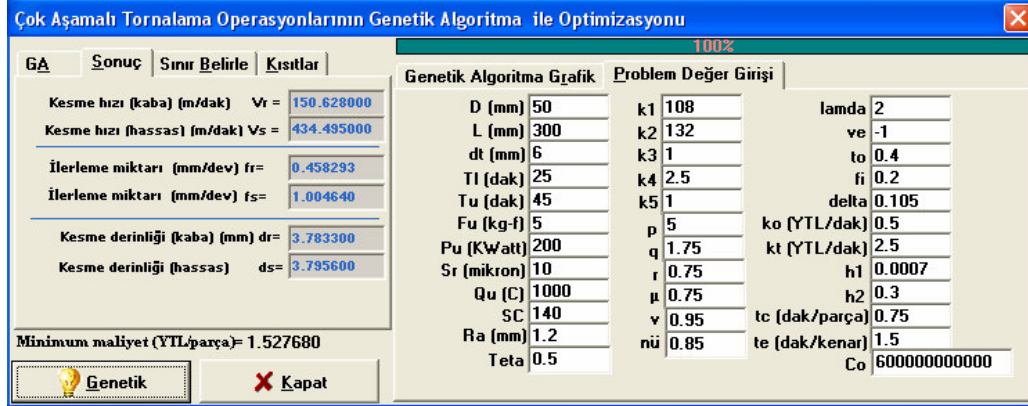 Çok Aşamalı Tornalama Operasyonlarının Genetik Algoritma ile Optimizasyonu
100%
GA Sonuç Sınır Belirle Kısıtlar
Kesme hızı (kaba) (m/dak) Vr = 150.628000
Kesme hızı (hassas) (m/dak) Vs = 434.495000
İlerleme miktarı (mm/dev) fr= 0.458293
İlerleme miktarı (mm/dev) fs= 1.004640
Kesme derinliği (kaba) (mm) dr= 3.783300
Kesme derinliği (hassas) ds= 3.795600
Minimum maliyet (YTL/parça)= 1.527680
Genetik Kapat
Genetik Algoritma Grafik Problem Değer Girişi
D (mm) 50
L (mm) 300
dt (mm) 6
Tl (dak) 25
Tu (dak) 45
Fu (kg-f) 5
Pu (KWatt) 200
Sr (mikron) 10
Qu (C) 1000
SC 140
Ra (mm) 1.2
Teta 0.5
k1 108
k2 132
k3 1
k4 2.5
k5 1
p 5
q 1.75
r 0.75
µ 0.75
v 0.95
nü 0.85
lamda 2
ve -1
to 0.4
fi 0.2
delta 0.105
ko (YTL/dak) 0.5
kt (YTL/dak) 2.5
h1 0.0007
h2 0.3
tc (dak/parça) 0.75
te (dak/kenar) 1.5
Co 600000000000